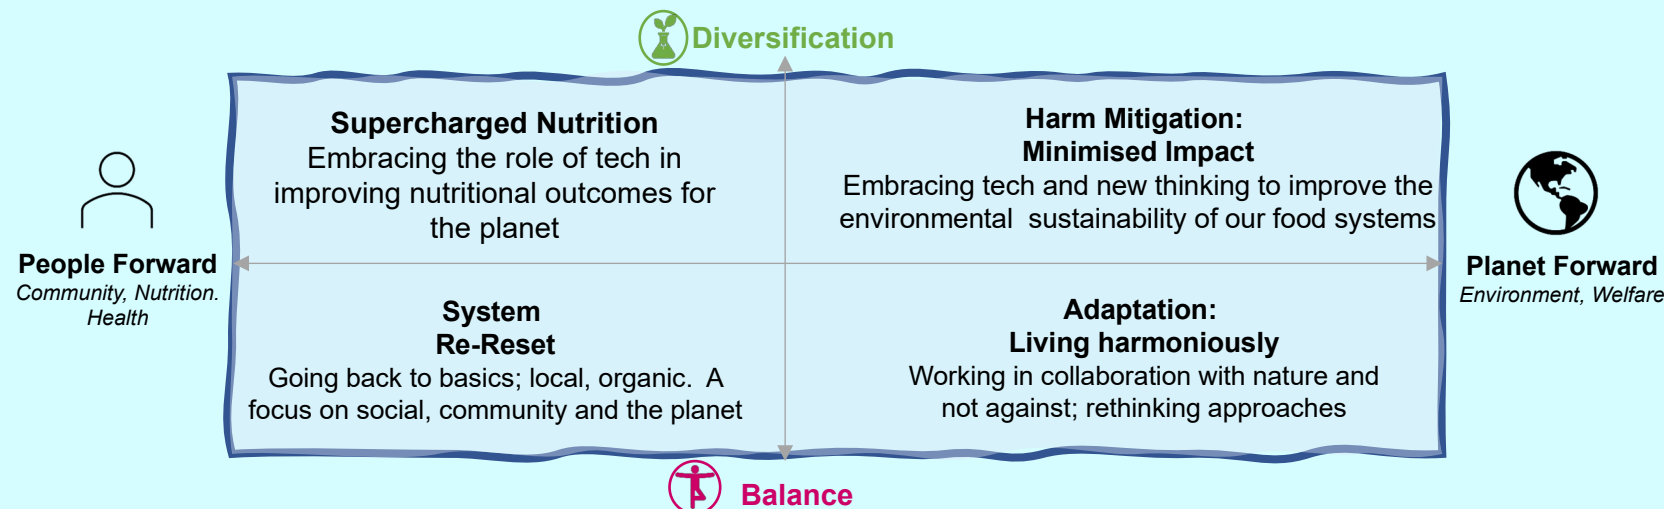 Diversification
Supercharged Nutrition
Embracing the role of tech in
improving nutritional outcomes for
the planet
Harm Mitigation:
Minimised Impact
Embracing tech and new thinking to improve the
environmental  sustainability of our food systems
People Forward
Community, Nutrition.
Health
Planet Forward
Environment, Welfare
System
Re-Reset
Going back to basics; local, organic.  A
focus on social, community and the planet
Adaptation:
Living harmoniously
Working in collaboration with nature and
not against; rethinking approaches
Balance